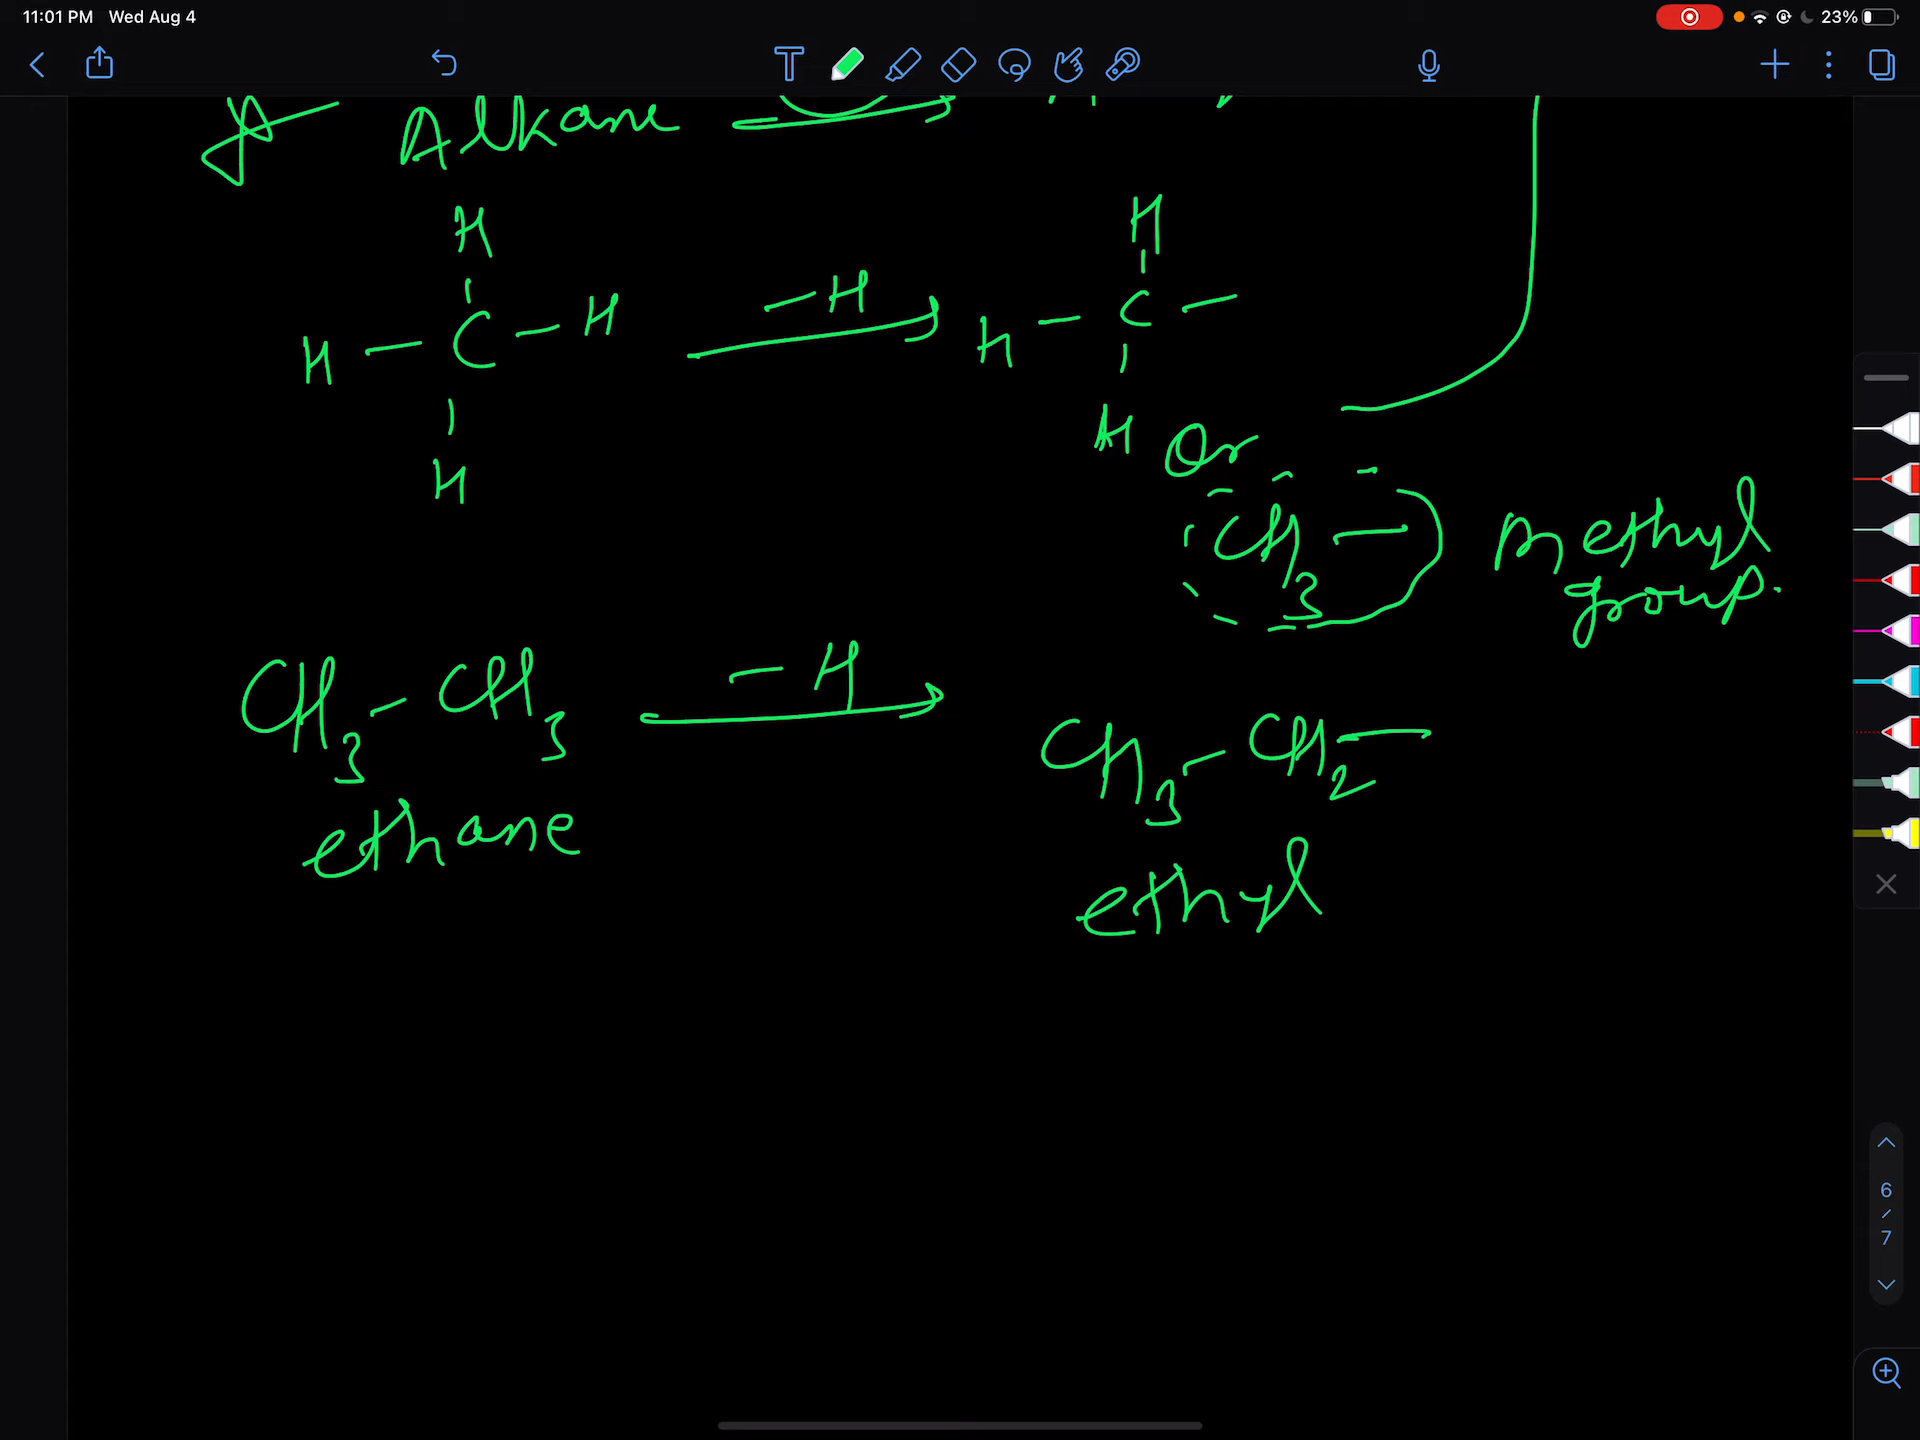 11:01 PM Wed Aug 4
23%
T
Alkane
H
H
H — C — H
— H
H — C —
H
H
Or
CH3 —
Methyl
group.
CH3 — CH3
— H
CH3 — CH2 —
ethane
ethyl
6
/
7